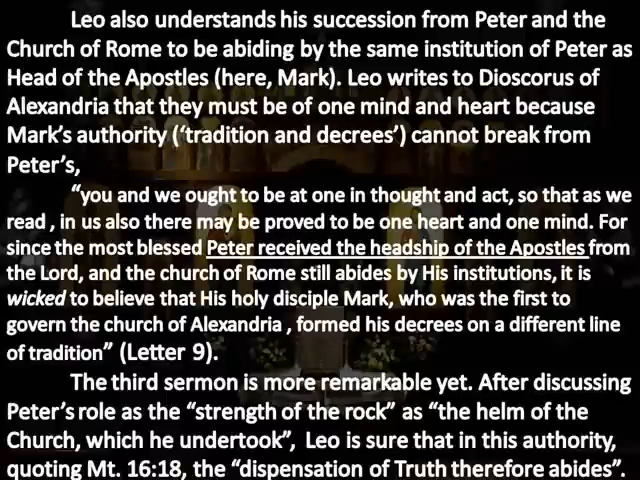 Leo also understands his succession from Peter and the
Church of Rome to be abiding by the same institution of Peter as
Head of the Apostles (here, Mark). Leo writes to Dioscorus of
Alexandria that they must be of one mind and heart because
Mark's authority ('tradition and decrees') cannot break from
Peter's,
"you and we ought to be at one in thought and act, so that as we
read , in us also there may be proved to be one heart and one mind. For
since the most blessed Peter received the headship of the Apostles from
the Lord, and the church of Rome still abides by His institutions, it is
wicked to believe that His holy disciple Mark, who was the first to
govern the church of Alexandria , formed his decrees on a different line
of tradition" (Letter 9).
The third sermon is more remarkable yet. After discussing
Peter's role as the "strength of the rock" as "the helm of the
Church, which he undertook", Leo is sure that in this authority,
quoting Mt. 16:18, the "dispensation of Truth therefore abides".